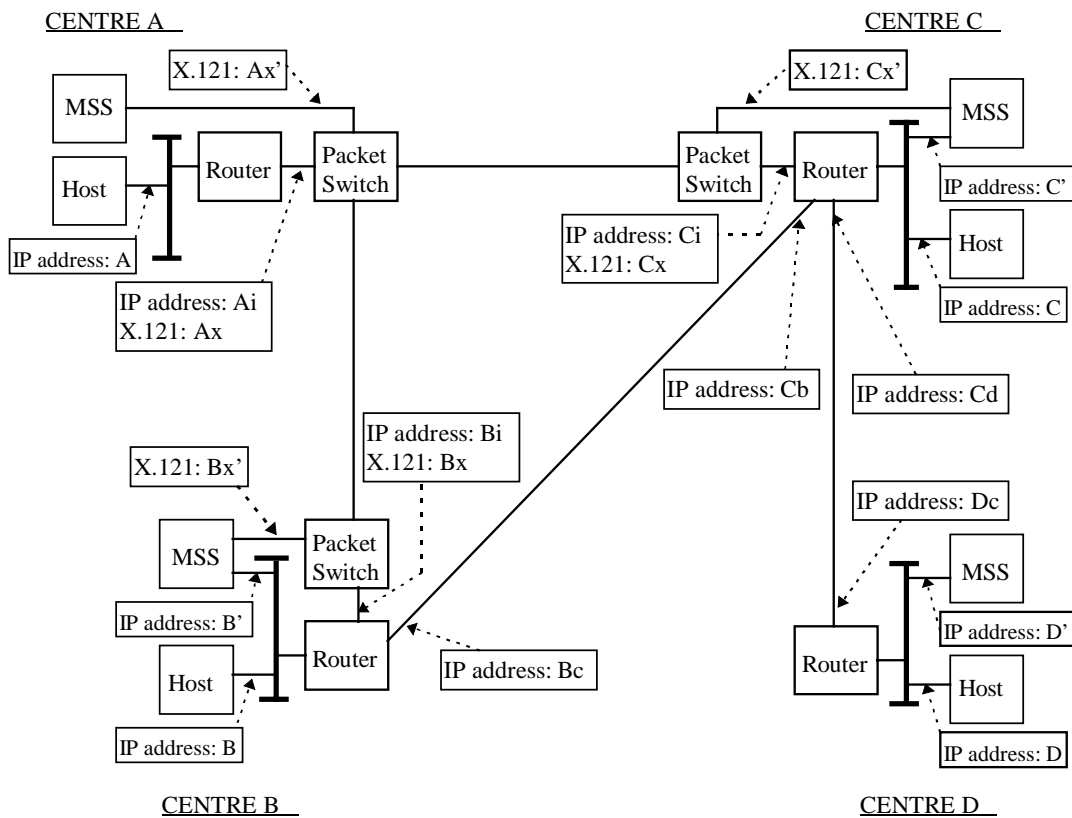 CENTRE A
CENTRE C
X.121: Ax’
X.121: Cx’
MSS
MSS
Packet
Switch
Packet
Switch
Router
Router
Host
IP address: C’
IP address: A
IP address: Ci
X.121: Cx
Host
IP address: Ai
X.121: Ax
IP address: C
IP address: Cb
IP address: Cd
IP address: Bi
X.121: Bx
X.121: Bx’
IP address: Dc
MSS
Packet
Switch
MSS
IP address: B’
IP address: D’
Router
Router
IP address: Bc
Host
Host
IP address: B
IP address: D
CENTRE B
CENTRE D